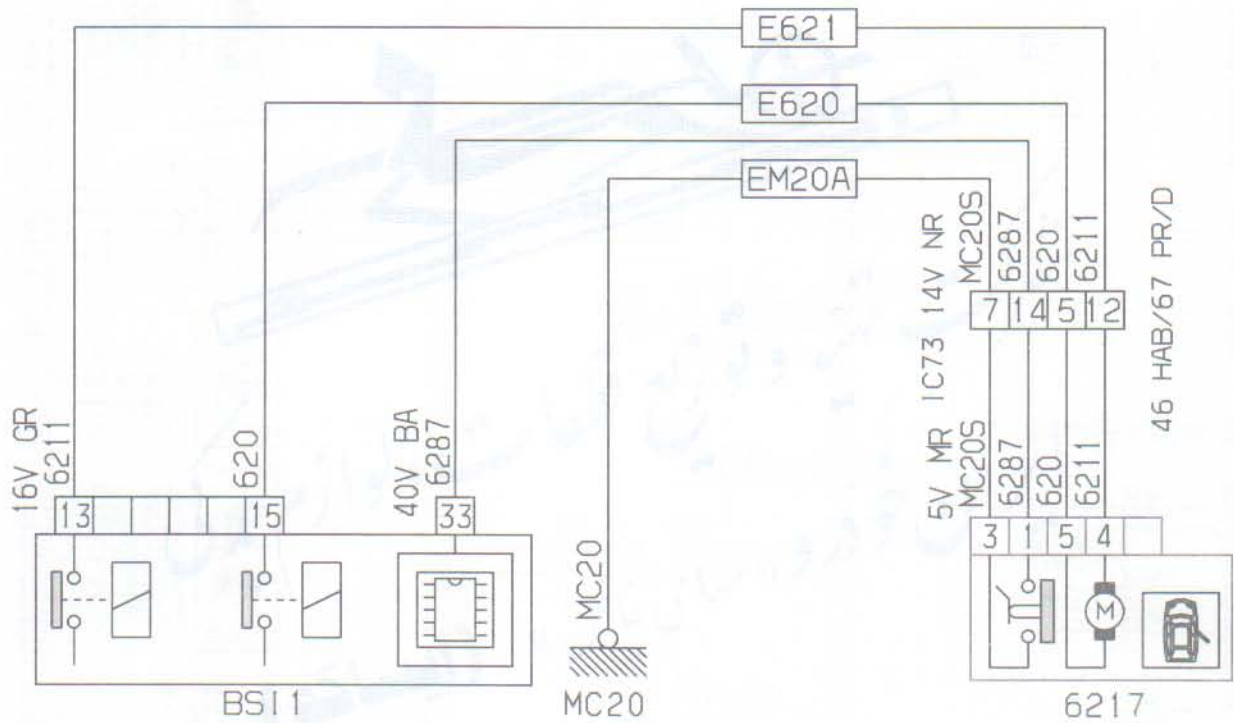 E621
E620
EM20A
MC20S
6287
620
6211
7 14 5 12
IC73 14V NR
46 HAB/67 PR/D
16V GR
6211
620
40V BA
6287
5V MR
MC20S
6287
620
6211
13 15 33
3 1 5 4
MC20
M
BS11
MC20
6217